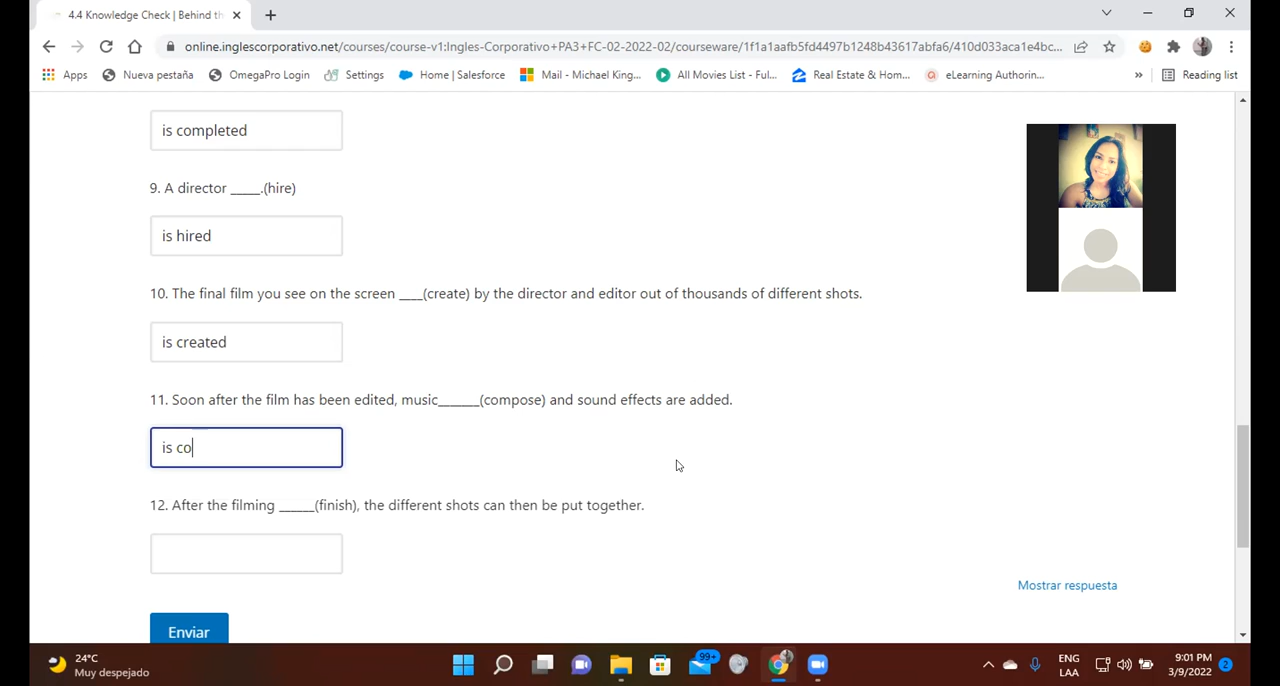 4.4 Knowledge Check | Behind th
online.inglescorporativo.net/courses/course-v1:Ingles-Corporativo+PA3+FC-02-2022-02/courseware/1f1a1aafb5fd4497b1248b43617abfa6/410d033aca1e4bc...
Apps Nueva pestaña OmegaPro Login Settings Home | Salesforce Mail - Michael King... All Movies List - Ful... Real Estate & Hom... eLearning Authorin... » Reading list
is completed
9. A director _____.(hire)
is hired
10. The final film you see on the screen ____(create) by the director and editor out of thousands of different shots.
is created
11. Soon after the film has been edited, music_______(compose) and sound effects are added.
is co
12. After the filming ______(finish), the different shots can then be put together.
Mostrar respuesta
Enviar
24°C
Muy despejado
99+
ENG
LAA
9:01 PM
3/9/2022
2